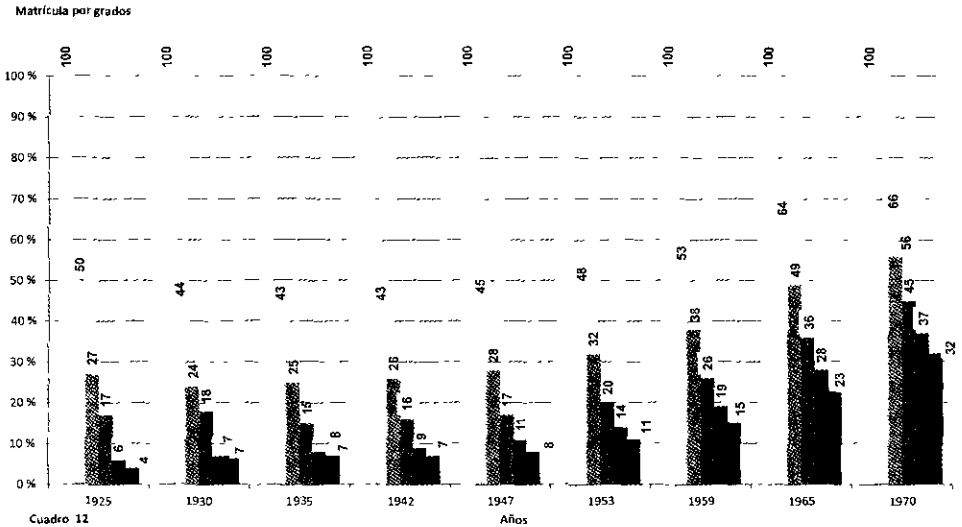 Matrícula por grados
100 100 100 100 100 100 100 100 100
100 %
90 %
80 %
70 %
60 %
50 %
40 %
30 %
20 %
10 %
0 %
50 27 17 6 4
44 24 18 7 7
43 25 15 7 8
43 26 16 9 7
45 28 17 11 8
48 32 20 14 11
53 38 26 19 15
64 49 36 28 23
66 56 45 37 32
1925 1930 1935 1942 1947 1953 1959 1965 1970
Cuadro 12 Años